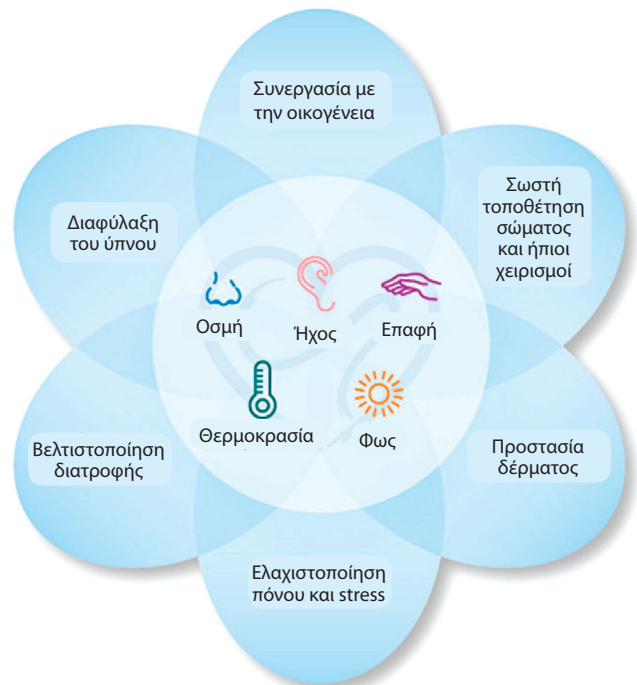 Συνεργασία με
την οικογένεια
Σωστή
τοποθέτηση
σώματος
και ήπιοι
χειρισμοί
Διαφύλαξη
του ύπνου
Οσμή
Ήχος
Επαφή
Θερμοκρασία
Φως
Βελτιστοποίηση
διατροφής
Προστασία
δέρματος
Ελαχιστοποίηση
πόνου και stress